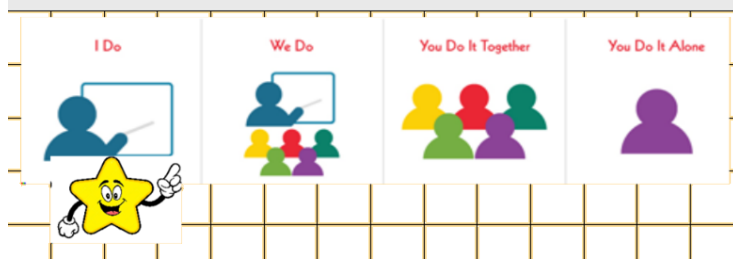 I Do
We Do
You Do It Together
You Do It Alone